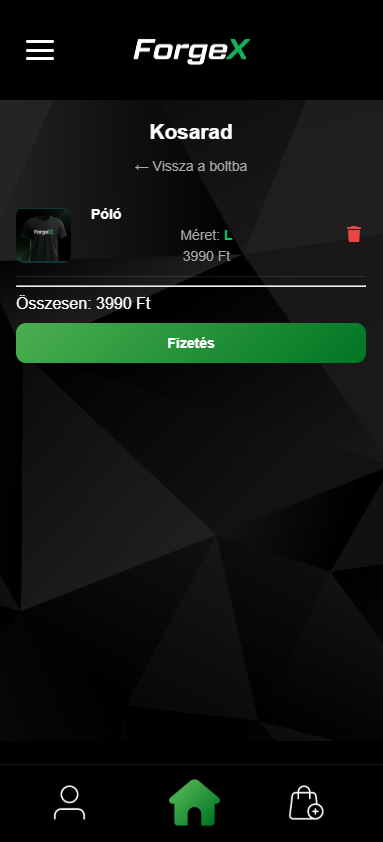 ForgeX
Kosarad
← Vissza a boltba
ForgeX
Póló
Méret: L
3990 Ft
Összesen: 3990 Ft
Fizetés